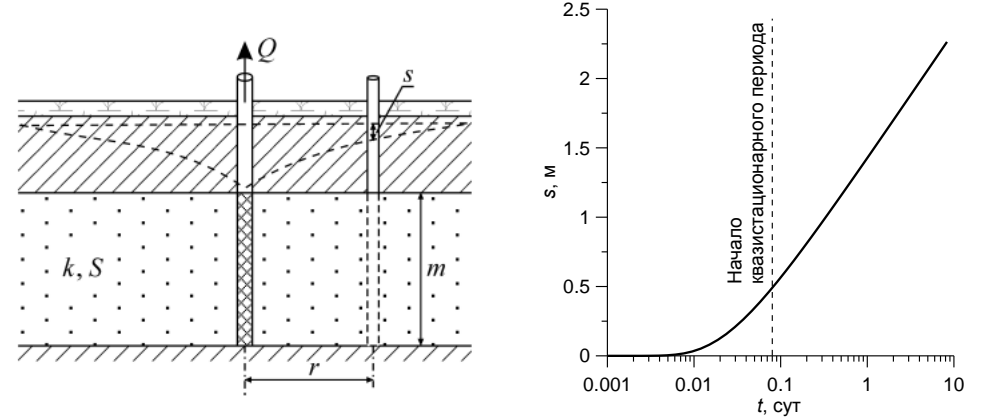 Q
s
k, S
m
r
s, м
2.5
2
1.5
1
0.5
0
Начало
квазистационарного периода
0.001
0.01
0.1
1
10
t, сут